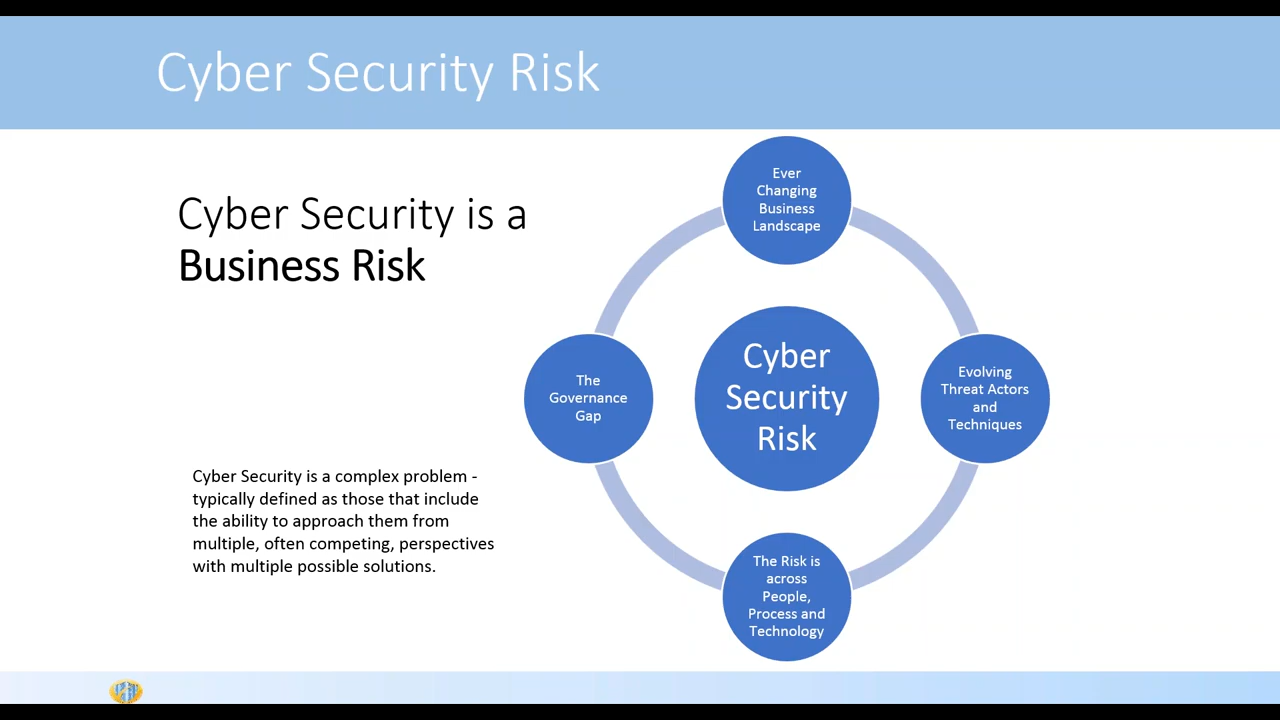 Cyber Security Risk
Cyber Security is a
Business Risk
Cyber Security is a complex problem -
typically defined as those that include
the ability to approach them from
multiple, often competing, perspectives
with multiple possible solutions.
Ever
Changing
Business
Landscape
The
Governance
Gap
Cyber
Security
Risk
Evolving
Threat Actors
and
Techniques
The Risk is
across
People,
Process and
Technology